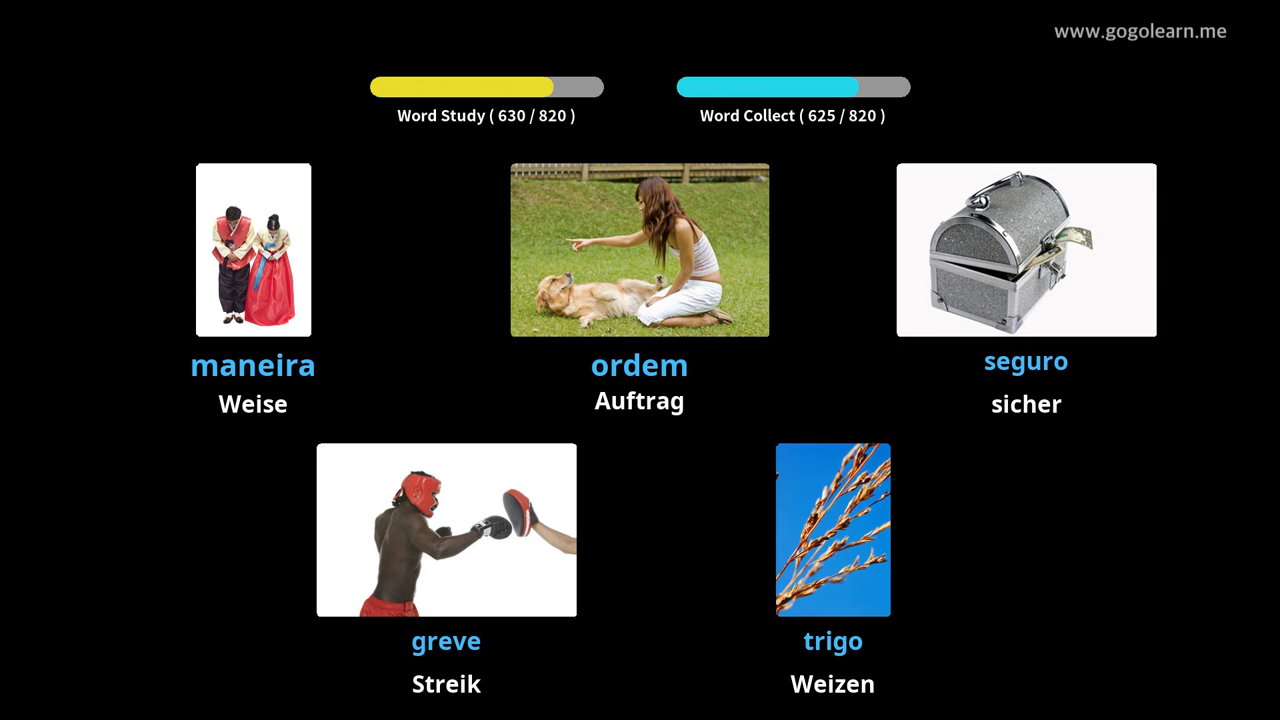 www.gogolearn.me
Word Study ( 630 / 820 )
Word Collect ( 625 / 820 )
maneira
Weise
ordem
Auftrag
seguro
sicher
greve
Streik
trigo
Weizen